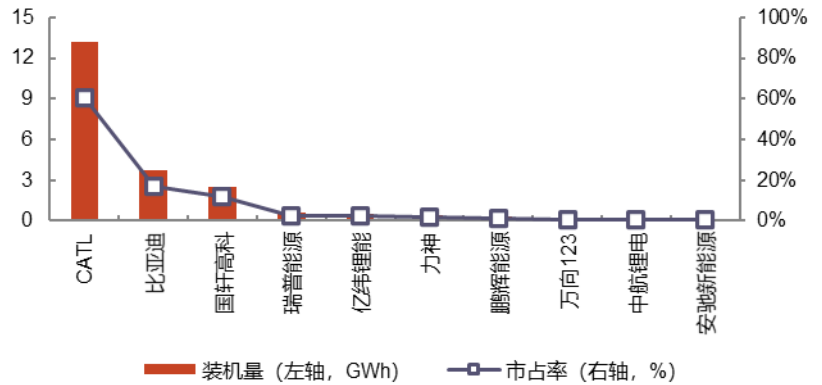 15
12
9
6
3
0
100%
80%
60%
40%
20%
0%
CATL
比亚迪
国轩高科
瑞普能源
亿纬锂能
力神
鹏辉能源
万向123
中航锂电
安驰新能源
装机量（左轴，GWh）
市占率（右轴，%）